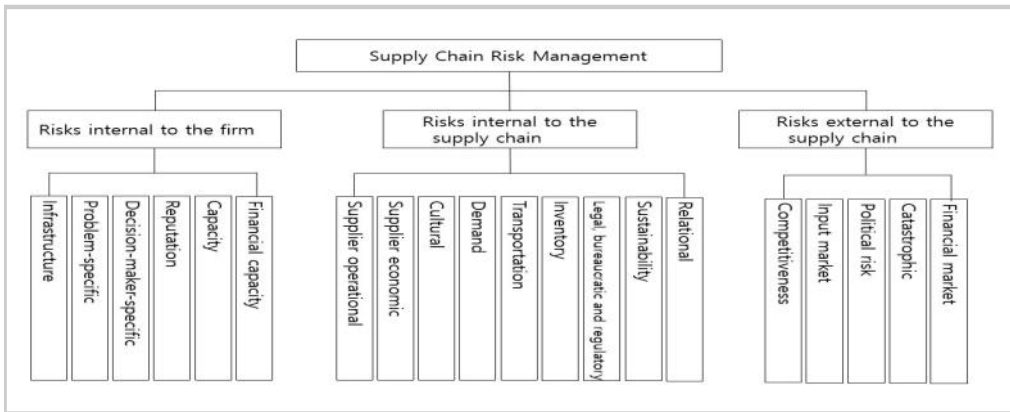 Supply Chain Risk Management
Risks internal to the firm
Risks internal to the
supply chain
Risks external to the
supply chain
Infrastructure
Problem-specific
Decision-maker-specific
Reputation
Capacity
Financial capacity
Supplier operational
Supplier economic
Cultural
Demand
Transportation
Inventory
Legal, bureaucratic and regulatory
Sustainability
Relational
Competitiveness
Input market
Political risk
Catastrophic
Financial market